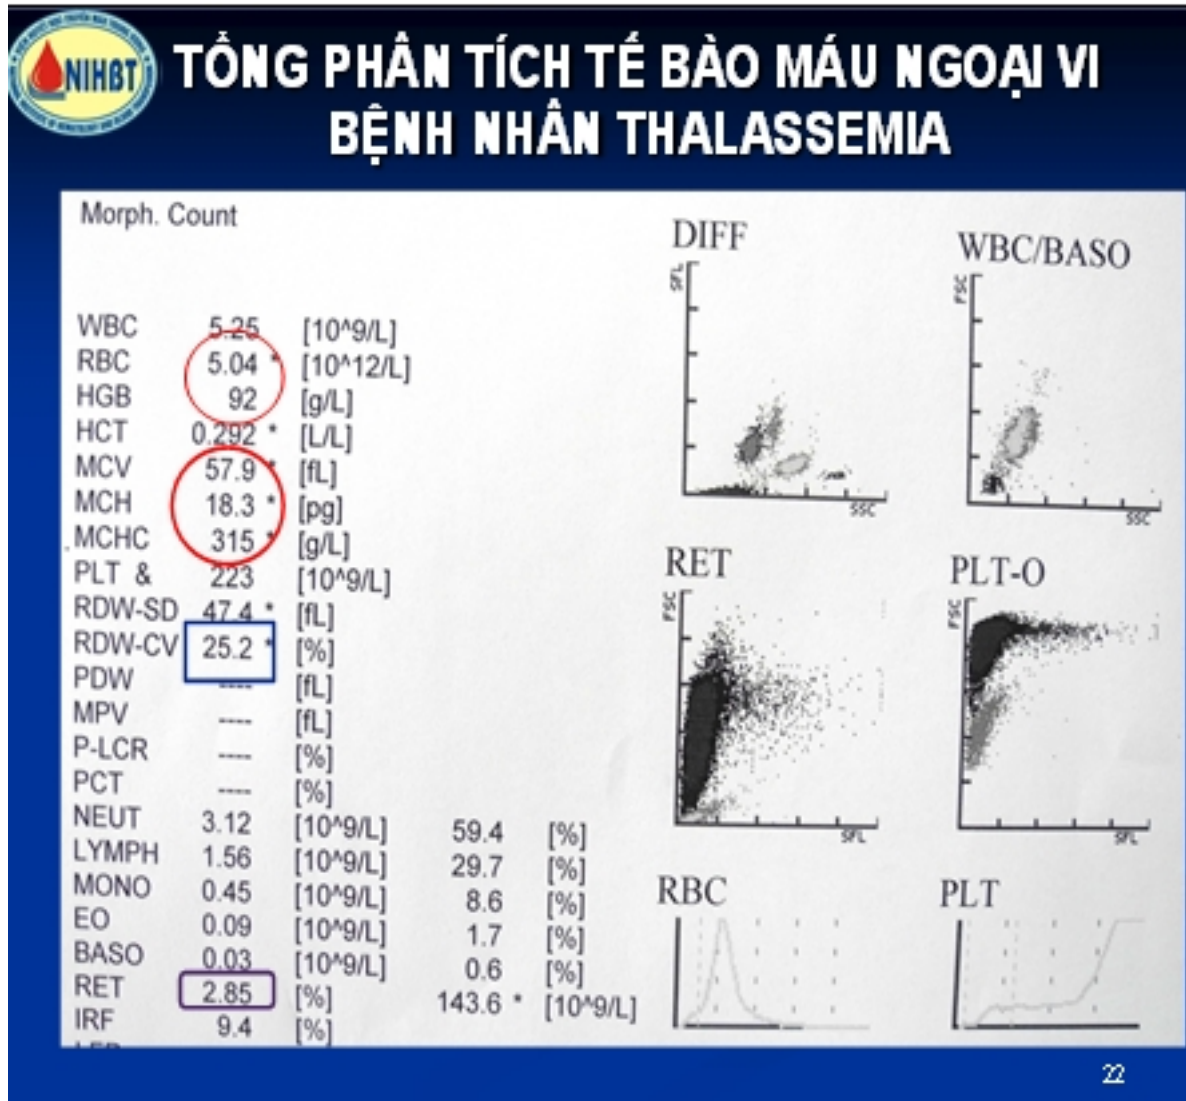 NIHBT
TỔNG PHÂN TÍCH TẾ BÀO MÁU NGOẠI VI
BỆNH NHÂN THALASSEMIA
Morph. Count
WBC 5.25 [10^9/L]
RBC 5.04 * [10^12/L]
HGB 92 [g/L]
HCT 0.292 * [L/L]
MCV 57.9 * [fL]
MCH 18.3 * [pg]
MCHC 315 * [g/L]
PLT & 223 [10^9/L]
RDW-SD 47.4 * [fL]
RDW-CV 25.2 * [%]
PDW ---- [fL]
MPV ---- [fL]
P-LCR ---- [%]
PCT ---- [%]
NEUT 3.12 [10^9/L] 59.4 [%]
LYMPH 1.56 [10^9/L] 29.7 [%]
MONO 0.45 [10^9/L] 8.6 [%]
EO 0.09 [10^9/L] 1.7 [%]
BASO 0.03 [10^9/L] 0.6 [%]
RET 2.85 [%] 143.6 * [10^9/L]
IRF 9.4 [%]
DIFF
SFL
SSC
WBC/BASO
FSC
SSC
RET
FSC
SFL
PLT-O
FSC
SFL
RBC
PLT
22